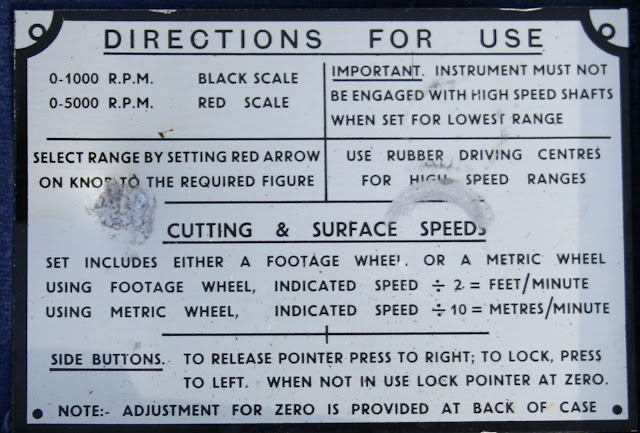 DIRECTIONS FOR USE
0-1000 R.P.M. BLACK SCALE
0-5000 R.P.M. RED SCALE
IMPORTANT. INSTRUMENT MUST NOT
BE ENGAGED WITH HIGH SPEED SHAFTS
WHEN SET FOR LOWEST RANGE
SELECT RANGE BY SETTING RED ARROW
ON KNOB TO THE REQUIRED FIGURE
USE RUBBER DRIVING CENTRES
FOR HIGH SPEED RANGES
CUTTING & SURFACE SPEEDS
SET INCLUDES EITHER A FOOTAGE WHEEL OR A METRIC WHEEL
USING FOOTAGE WHEEL, INDICATED SPEED ÷ 2 = FEET/MINUTE
USING METRIC WHEEL, INDICATED SPEED ÷ 10 = METRES/MINUTE
SIDE BUTTONS. TO RELEASE POINTER PRESS TO RIGHT; TO LOCK, PRESS
TO LEFT. WHEN NOT IN USE LOCK POINTER AT ZERO.
NOTE:- ADJUSTMENT FOR ZERO IS PROVIDED AT BACK OF CASE